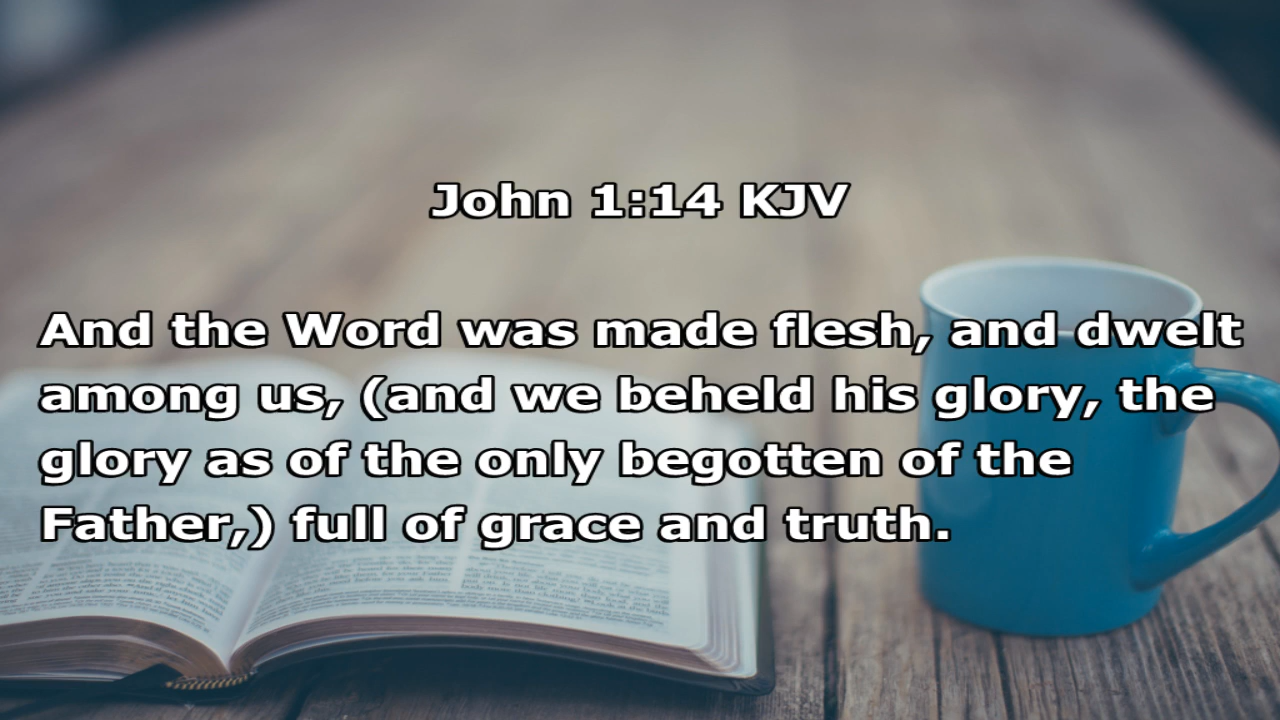 John 1:14 KJV
And the Word was made flesh, and dwelt
among us, (and we beheld his glory, the
glory as of the only begotten of the
Father,) full of grace and truth.